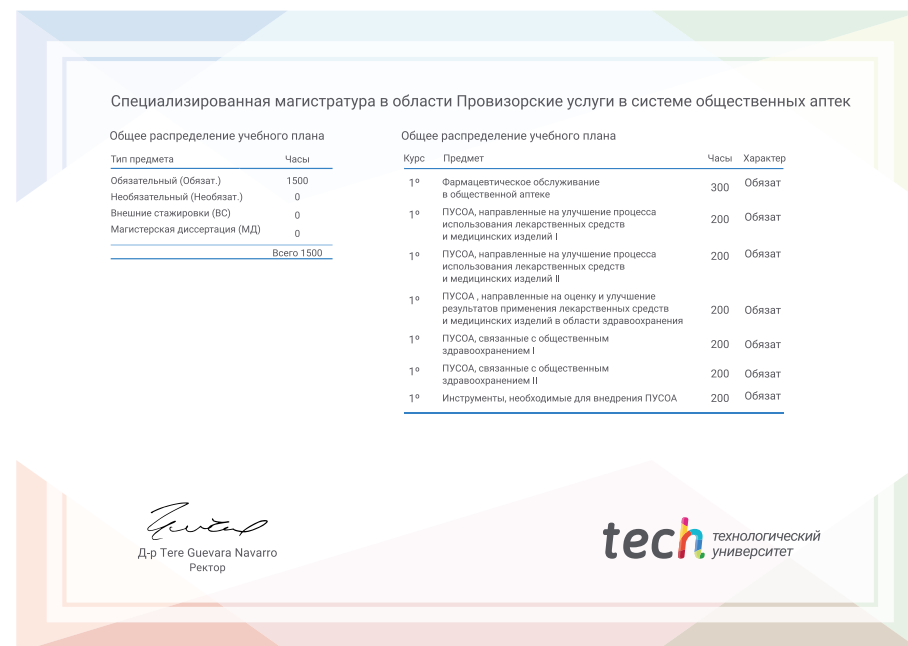 Специализированная магистратура в области Провизорские услуги в системе общественных аптек
Общее распределение учебного плана
Тип предмета Часы
Обязательный (Обязат.) 1500
Необязательный (Необязат.) 0
Внешние стажировки (ВС) 0
Магистерская диссертация (МД) 0
Всего 1500
Общее распределение учебного плана
Курс Предмет Часы Характер
1º Фармацевтическое обслуживание
в общественной аптеке 300 Обязат
1º ПУСОА, направленные на улучшение процесса
использования лекарственных средств 200 Обязат
и медицинских изделий I
1º ПУСОА, направленные на улучшение процесса 200 Обязат
использования лекарственных средств
и медицинских изделий II
1º ПУСОА , направленные на оценку и улучшение
результатов применения лекарственных средств 200 Обязат
и медицинских изделий в области здравоохранения
1º ПУСОА, связанные с общественным 200 Обязат
здравоохранением I
1º ПУСОА, связанные с общественным 200 Обязат
здравоохранением II
1º Инструменты, необходимые для внедрения ПУСОА 200 Обязат
Д-р Tere Guevara Navarro
Ректор
tech технологический
университет